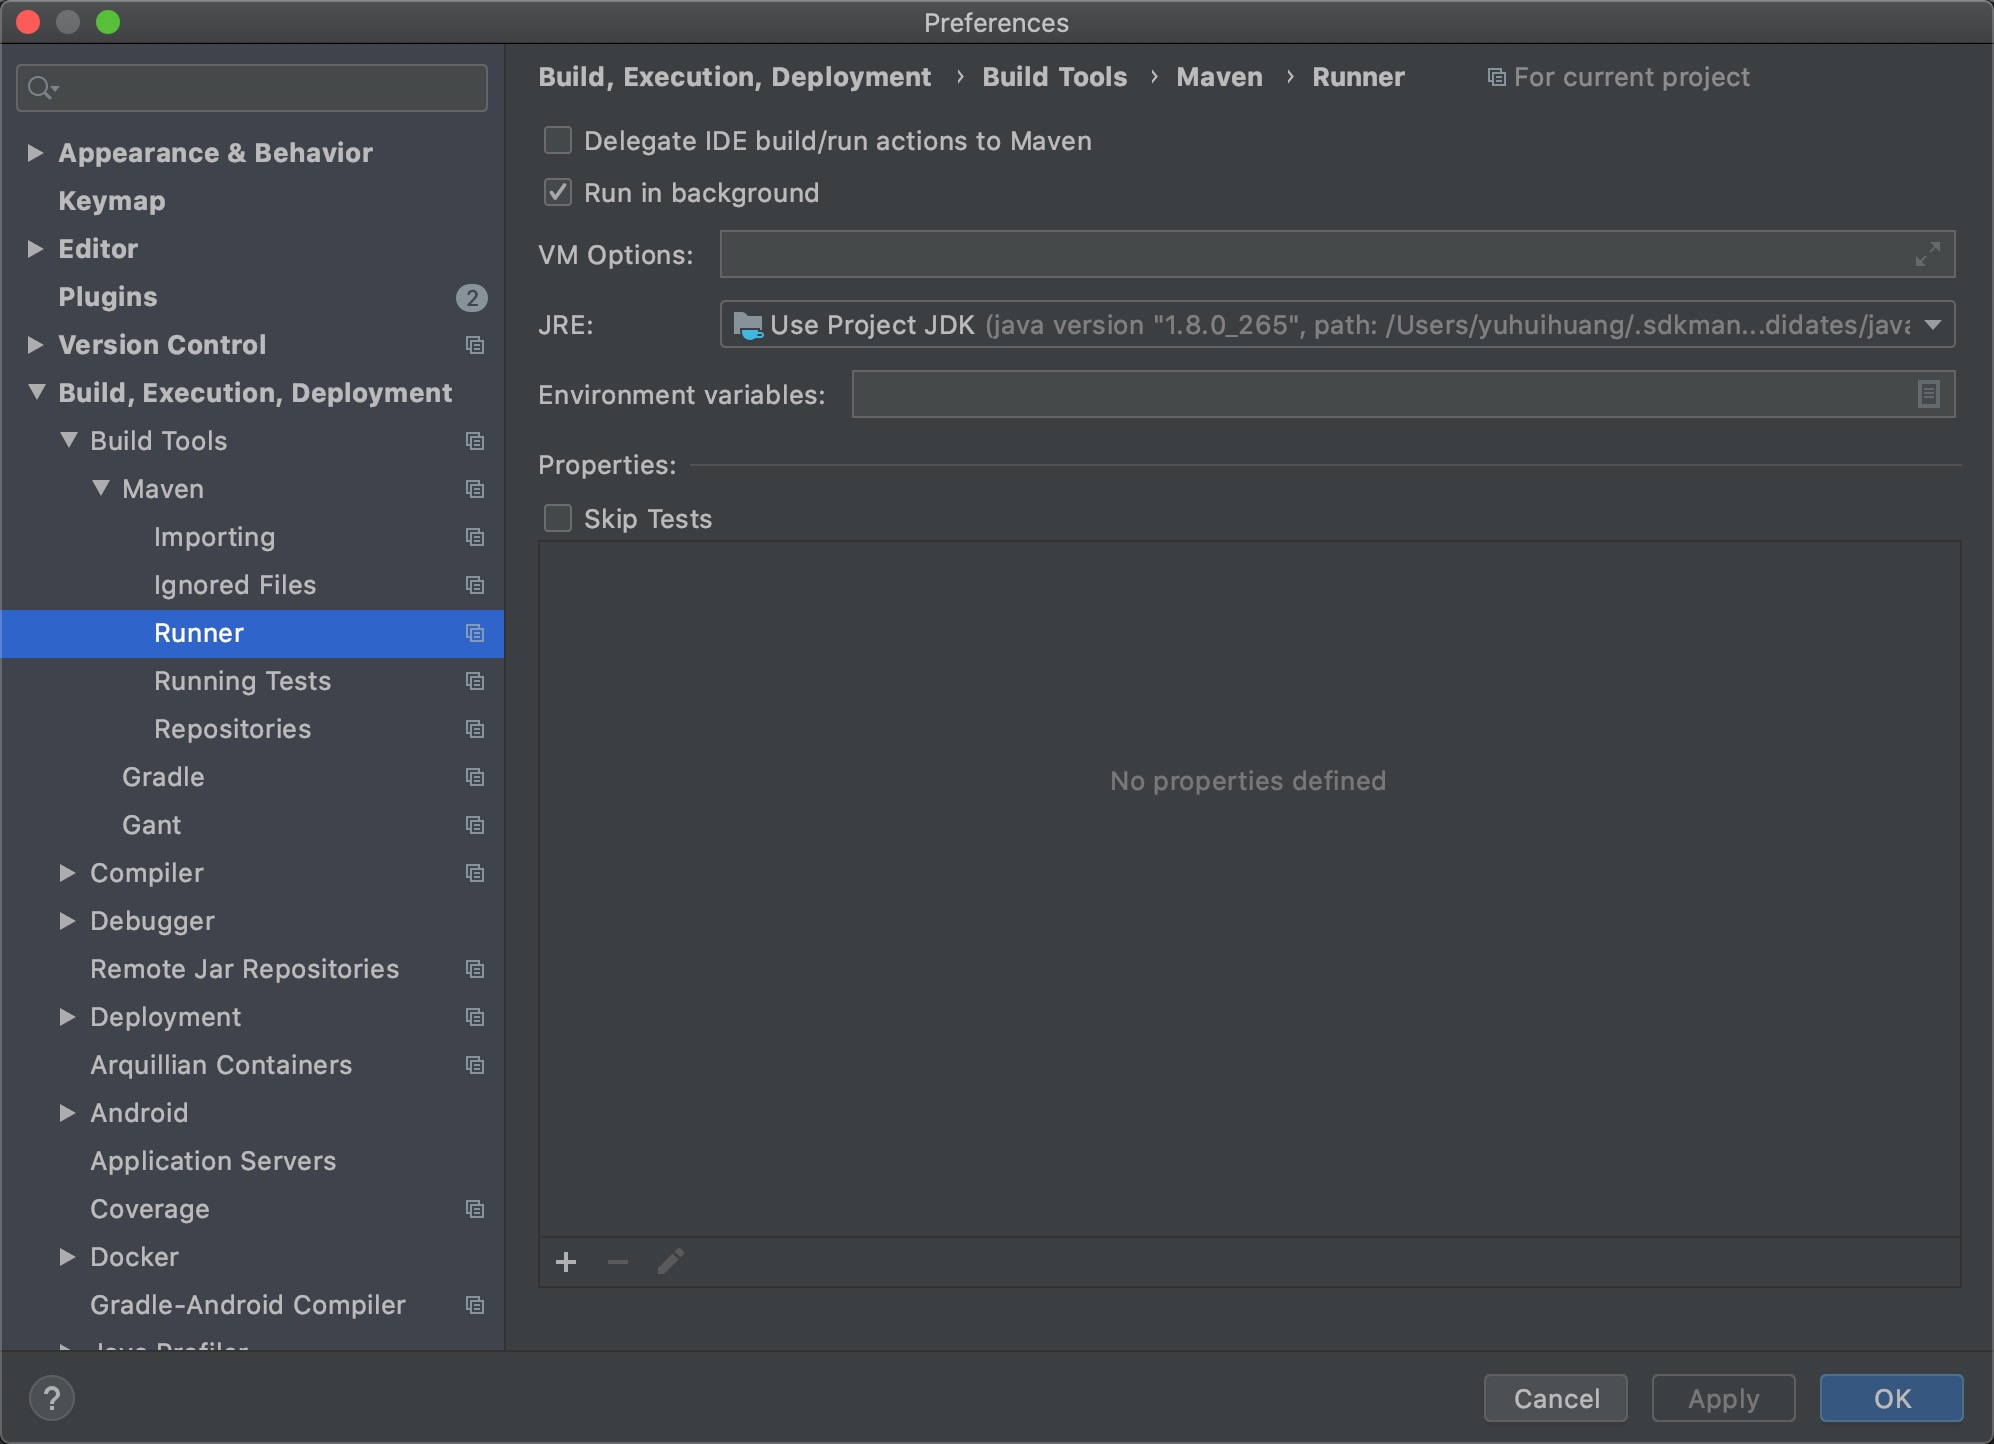 Preferences
Appearance & Behavior
Keymap
Editor
Plugins 2
Version Control
Build, Execution, Deployment
Build Tools
Maven
Importing
Ignored Files
Runner
Running Tests
Repositories
Gradle
Gant
Compiler
Debugger
Remote Jar Repositories
Deployment
Arquillian Containers
Android
Application Servers
Coverage
Docker
Gradle-Android Compiler
Java Profiler
Build, Execution, Deployment › Build Tools › Maven › Runner For current project
Delegate IDE build/run actions to Maven
Run in background
VM Options:
JRE: Use Project JDK (java version "1.8.0_265", path: /Users/yuhuihuang/.sdkman...didates/java
Environment variables:
Properties:
Skip Tests
No properties defined
? Cancel Apply OK